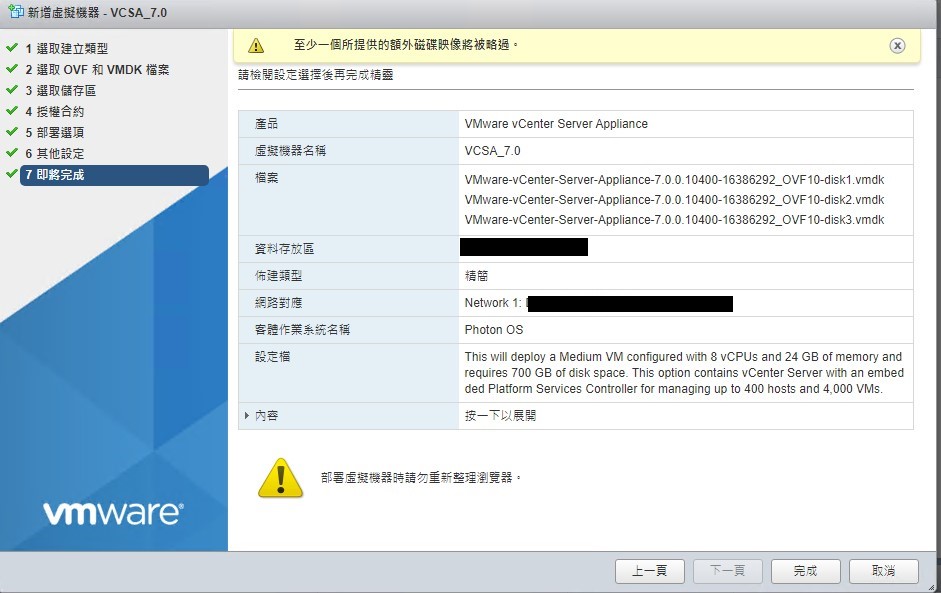 新增虛擬機器 - VCSA_7.0
1 選取建立類型
2 選取 OVF 和 VMDK 檔案
3 選取儲存區
4 授權合約
5 部署選項
6 其他設定
7 即將完成
至少一個所提供的額外磁碟映像將被略過。
請檢閱設定選擇後再完成精靈
產品 VMware vCenter Server Appliance
虛擬機器名稱 VCSA_7.0
檔案 VMware-vCenter-Server-Appliance-7.0.0.10400-16386292_OVF10-disk1.vmdk
VMware-vCenter-Server-Appliance-7.0.0.10400-16386292_OVF10-disk2.vmdk
VMware-vCenter-Server-Appliance-7.0.0.10400-16386292_OVF10-disk3.vmdk
資料存放區
佈建類型 精簡
網路對應 Network 1:
客體作業系統名稱 Photon OS
設定檔 This will deploy a Medium VM configured with 8 vCPUs and 24 GB of memory and
requires 700 GB of disk space. This option contains vCenter Server with an embed
ded Platform Services Controller for managing up to 400 hosts and 4,000 VMs.
內容 按一下以展開
部署虛擬機器時請勿重新整理瀏覽器。
vmware®
上一頁 下一頁 完成 取消